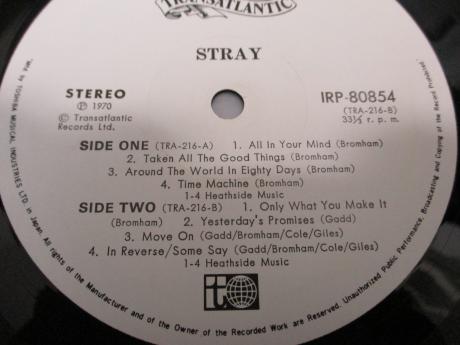 TRANSATLANTIC
STRAY
STEREO
Ⓟ 1970
© Transatlantic
Records Ltd.
IRP-80854
(TRA-216-B)
33⅓ r. p. m.
SIDE ONE (TRA-216-A) 1. All In Your Mind (Bromham)
2. Taken All The Good Things (Bromham)
3. Around The World In Eighty Days (Bromham)
4. Time Machine (Bromham)
1-4 Heathside Music
SIDE TWO (TRA-216-B) 1. Only What You Make It
(Bromham) 2. Yesterday's Promises (Gadd)
3. Move On (Gadd/Bromham/Cole/Giles)
4. In Reverse/Some Say (Gadd/Bromham/Cole/Giles)
1-4 Heathside Music
t.
Mfd. by TOSHIBA MUSICAL INDUSTRIES LTD. in Japan. All rights of the Manufacturer and of the Owner of the Recorded Work are Reserved. Unauthorized Public Performance, Broadcasting and Copying of the Record Prohibited.